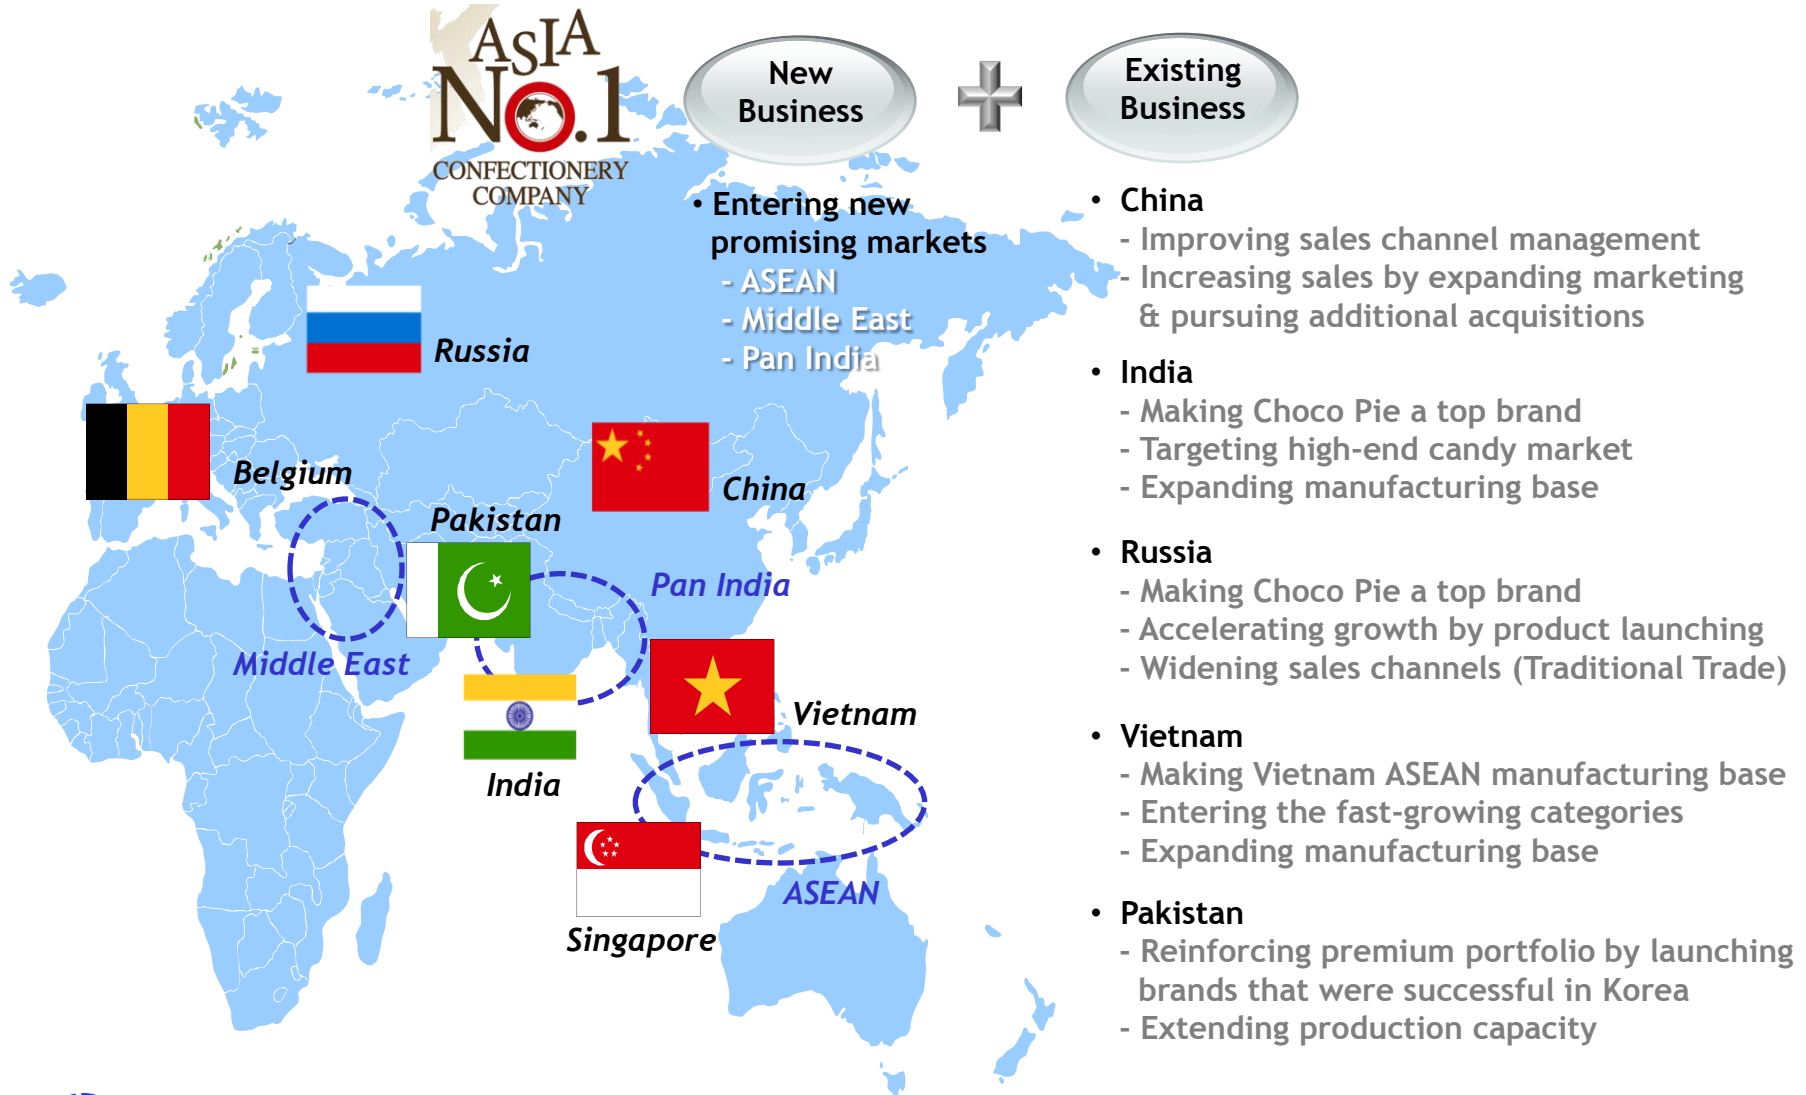 ASIA
No.1
CONFECTIONERY
COMPANY
New
Business
Existing
Business
• Entering new
promising markets
- ASEAN
- Middle East
- Pan India
• China
- Improving sales channel management
- Increasing sales by expanding marketing
& pursuing additional acquisitions
• India
- Making Choco Pie a top brand
- Targeting high-end candy market
- Expanding manufacturing base
• Russia
- Making Choco Pie a top brand
- Accelerating growth by product launching
- Widening sales channels (Traditional Trade)
• Vietnam
- Making Vietnam ASEAN manufacturing base
- Entering the fast-growing categories
- Expanding manufacturing base
• Pakistan
- Reinforcing premium portfolio by launching
brands that were successful in Korea
- Extending production capacity
Russia
Belgium
China
Pakistan
Pan India
Middle East
Vietnam
India
ASEAN
Singapore